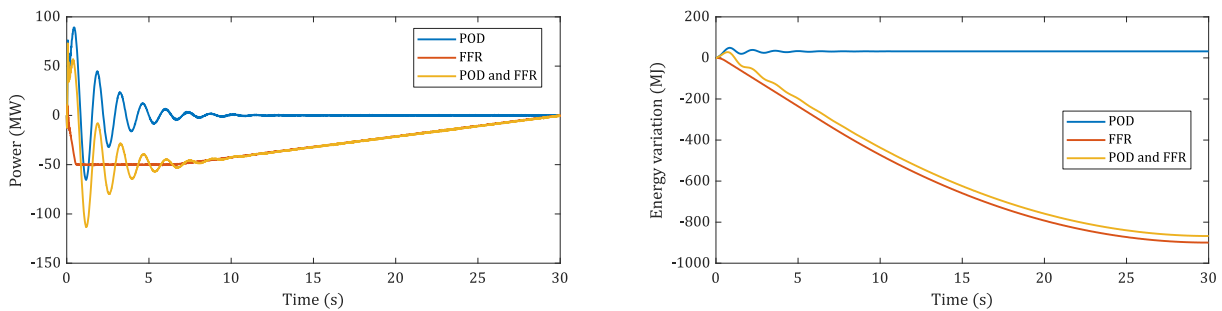 100
50
0
-50
-100
-150
Power (MW)
POD
FFR
POD and FFR
0 5 10 15 20 25 30
Time (s)
200
0
-200
-400
-600
-800
-1000
Energy variation (MJ)
POD
FFR
POD and FFR
0 5 10 15 20 25 30
Time (s)